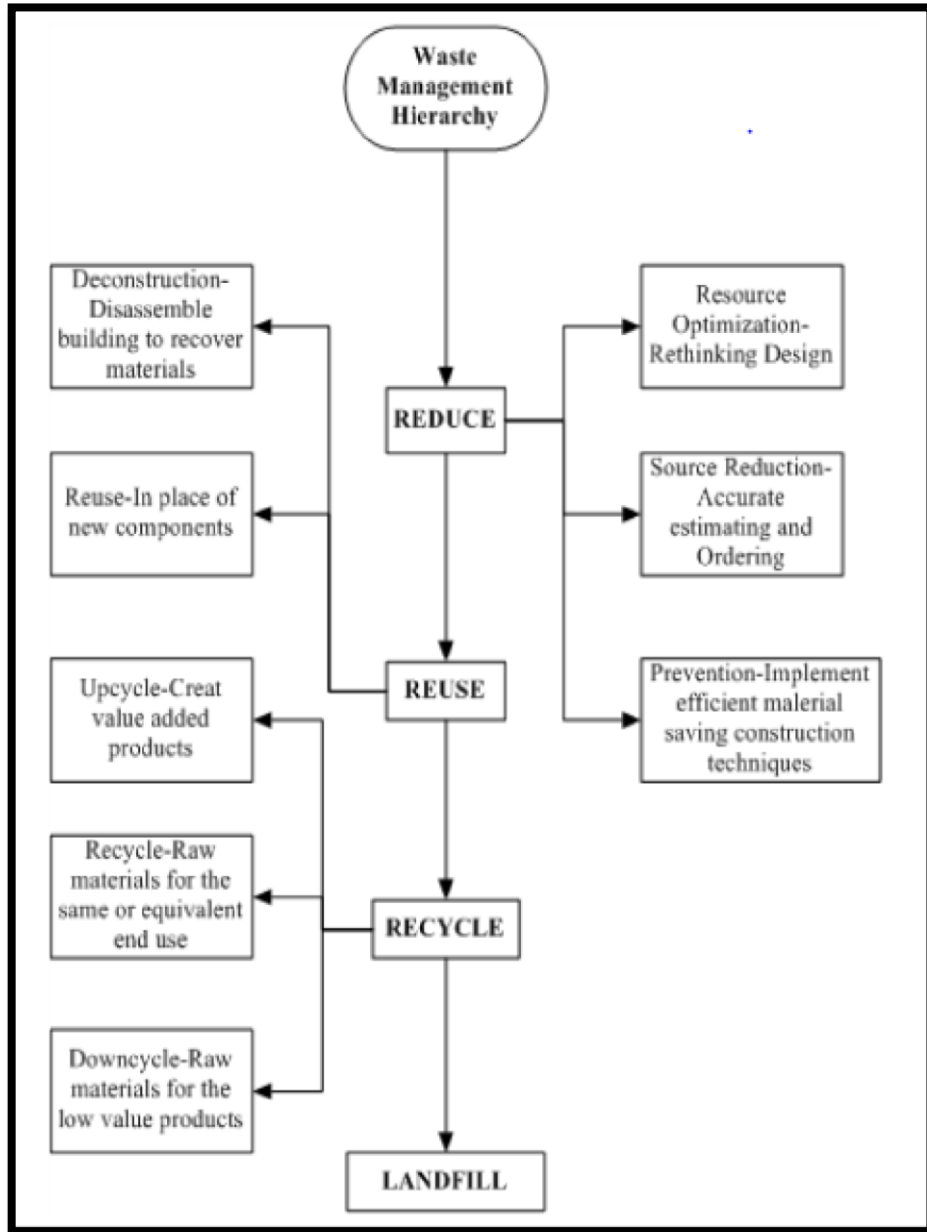 Waste
Management
Hierarchy
Deconstruction-
Disassemble
building to recover
materials
Resource
Optimization-
Rethinking Design
REDUCE
Reuse-In place of
new components
Source Reduction-
Accurate
estimating and
Ordering
Upcycle-Creat
value added
products
REUSE
Prevention-Implement
efficient malerial
saving construction
techniques
Recycle-Raw
materials for the
same or equivalent
end use
RECYCLE
Downcycle-Raw
materials for the
low value products
LANDFILL